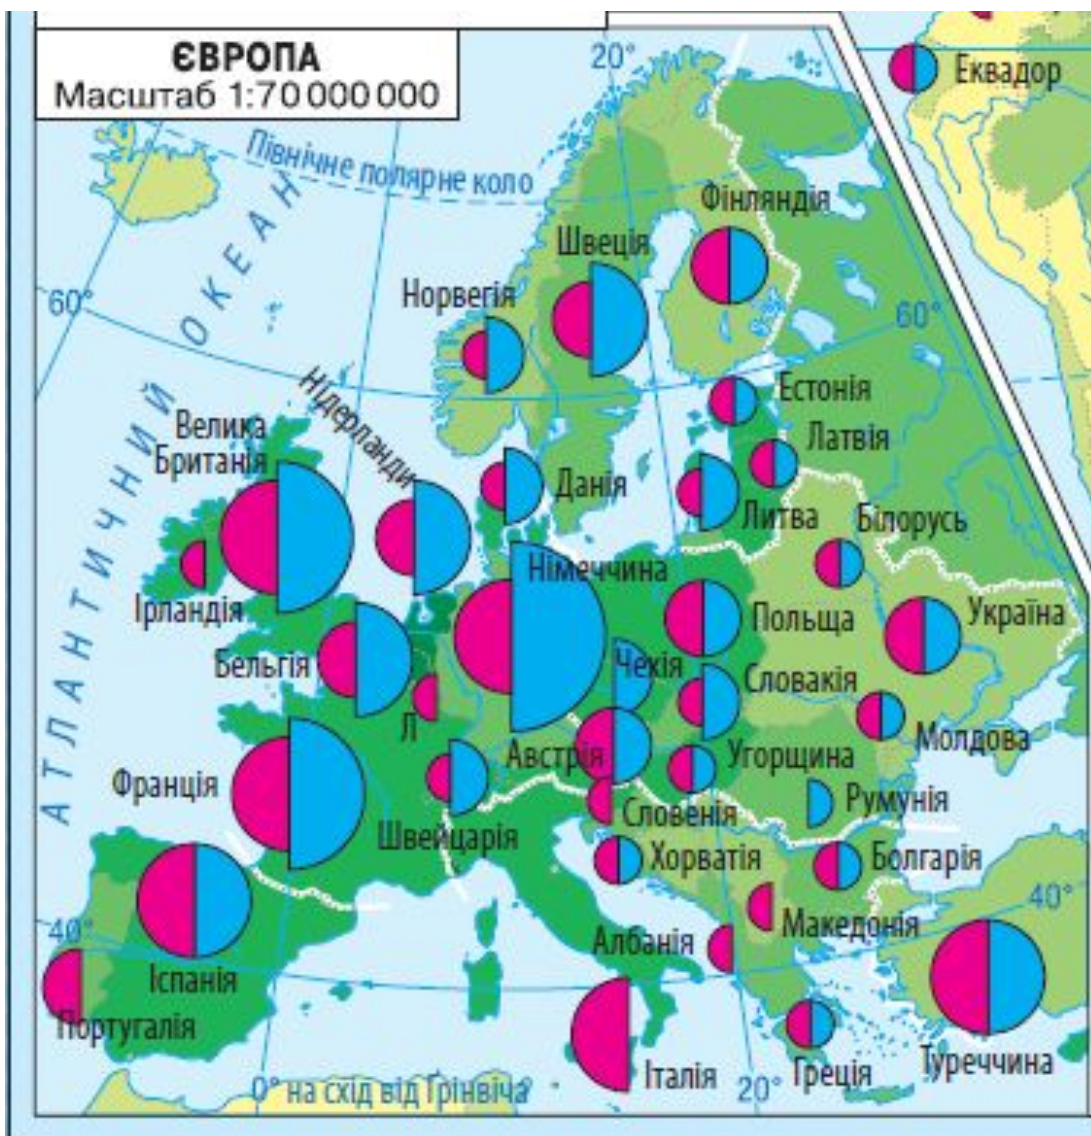 ЄВРОПА
Масштаб 1:70 000 000
20°
Еквадор
Північне полярне коло
АТЛАНТИЧНИЙ ОКЕАН
Фінляндія
Швеція
Норвегія
60°
60°
Нідерланди
Естонія
Велика
Британія
Латвія
Данія
Литва
Білорусь
Німеччина
Ірландія
Польща
Україна
Бельгія
Чехія
Словакія
Л
Молдова
Австрія
Угорщина
Франція
Словенія
Румунія
Швейцарія
Хорватія
Болгарія
40°
40°
Македонія
Албанія
Іспанія
Португалія
Італія
Греція
Туреччина
0° на схід від Ґрінвіча
20°